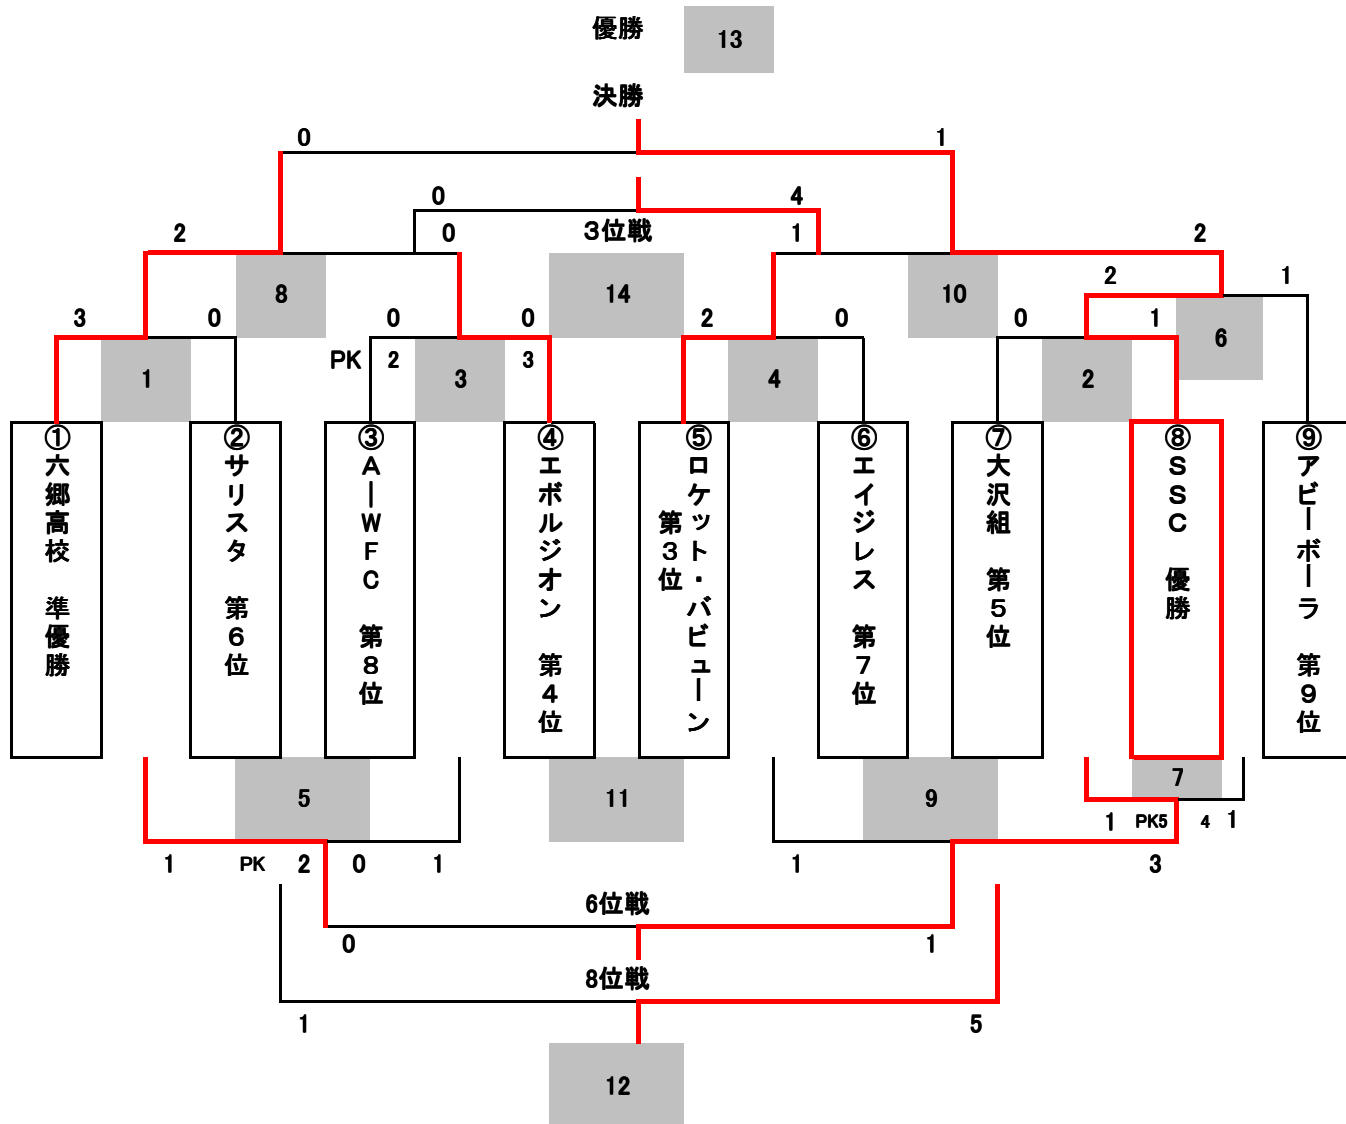 優勝 13
決勝
0 1
0 4
2 0 3位戦 1 2
8 14 10 2 1
3 0 0 0 2 0 0 1 6
1 PK 2 3 3 4 2
①六郷高校 準優勝
②サリスタ 第6位
③A―WFC 第8位
④エボルジオン 第4位
⑤ロケット・バビューン
第3位
⑥エイジレス 第7位
⑦大沢組 第5位
⑧SSC 優勝
⑨アビーボーラ 第9位
5 11 9 7
1 PK5 4 1
1 PK 2 0 1 1 3
6位戦
0 1
8位戦
1 5
12